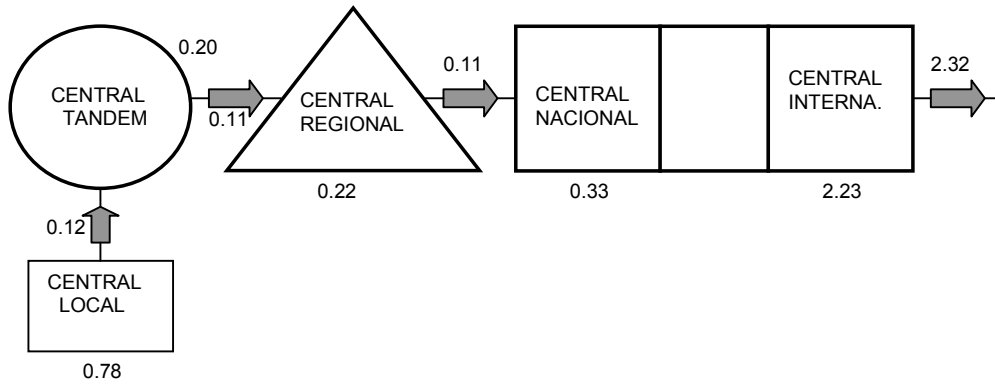 0.20
CENTRAL
TANDEM
0.11
CENTRAL
REGIONAL
0.22
0.11
CENTRAL
NACIONAL
0.33
CENTRAL
INTERNA.
2.23
2.32
0.12
CENTRAL
LOCAL
0.78